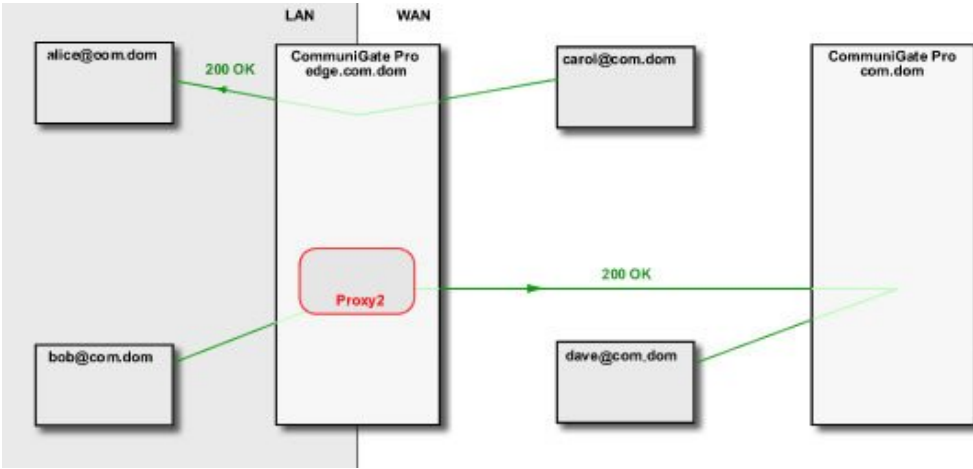 LAN
WAN
alice@com.dom
200 OK
CommuniGate Pro
edge.com.dom
carol@com.dom
CommuniGate Pro
com.dom
200 OK
Proxy2
bob@com.dom
dave@com.dom